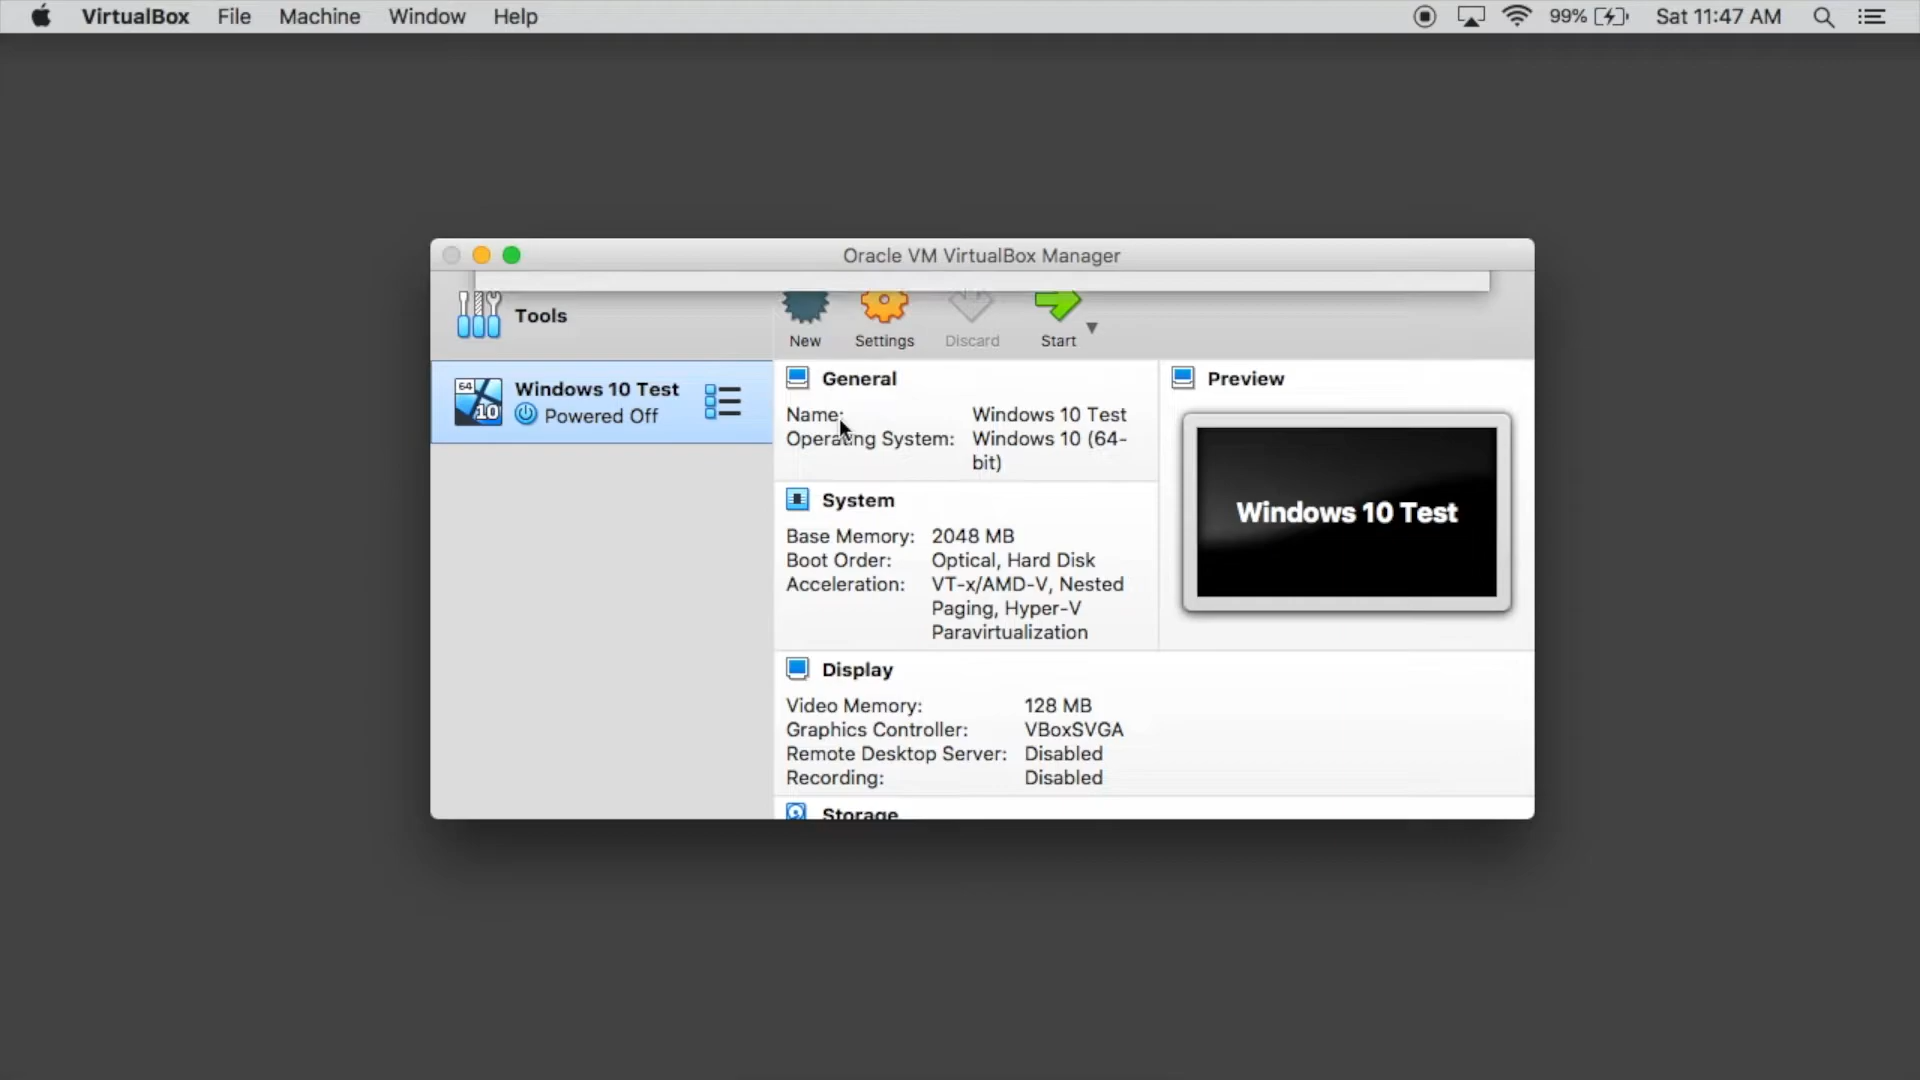 VirtualBox File Machine Window Help 99% Sat 11:47 AM
Oracle VM VirtualBox Manager
Tools
New Settings Discard Start
64
10
Windows 10 Test
Powered Off
General
Name: Windows 10 Test
Operating System: Windows 10 (64-
bit)
System
Base Memory: 2048 MB
Boot Order: Optical, Hard Disk
Acceleration: VT-x/AMD-V, Nested
Paging, Hyper-V
Paravirtualization
Preview
Windows 10 Test
Display
Video Memory: 128 MB
Graphics Controller: VBoxSVGA
Remote Desktop Server: Disabled
Recording: Disabled
Storage